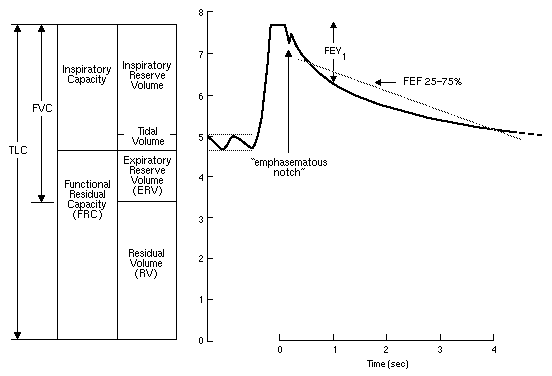 TLC
FVC
Inspiratory
Capacity
Functional
Residual
Capacity
(FRC)
Inspiratory
Reserve
Volume
Tidal
Volume
Expiratory
Reserve
Volume
(ERV)
Residual
Volume
(RV)
8
7
6
5
4
3
2
1
0
FEV1
FEF 25-75%
"emphasematous
notch"
0
1
2
3
4
Time (sec)